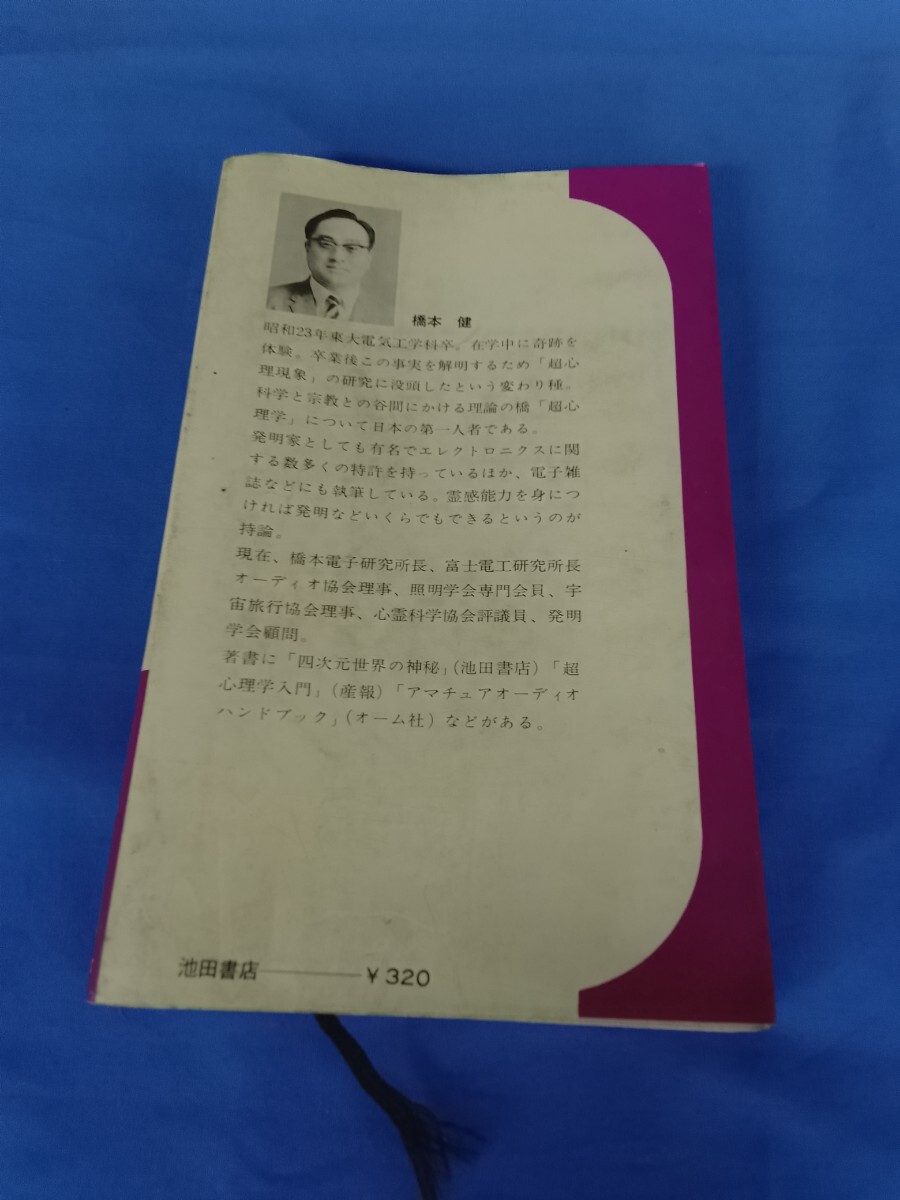 橋本 健
昭和23年東大電気工学科卒。在学中に奇跡を
体験。卒業後この事実を解明するため「超心
理現象」の研究に没頭したという変わり種。
科学と宗教との谷間にかける理論の橋「超心
理学」について日本の第一人者である。
発明家としても有名でエレクトロニクスに関
する数多くの特許を持っているほか、電子雑
誌などにも執筆している。霊感能力を身につ
ければ発明などいくらでもできるというのが
持論。
現在、橋本電子研究所長、富士電工研究所長
オーディオ協会理事、照明学会専門会員、宇
宙旅行協会理事、心霊科学協会評議員、発明
学会顧問。
著書に「四次元世界の神秘」(池田書店)「超
心理学入門」(産報)「アマチュアオーディオ
ハンドブック」(オーム社)などがある。
池田書店――――¥320